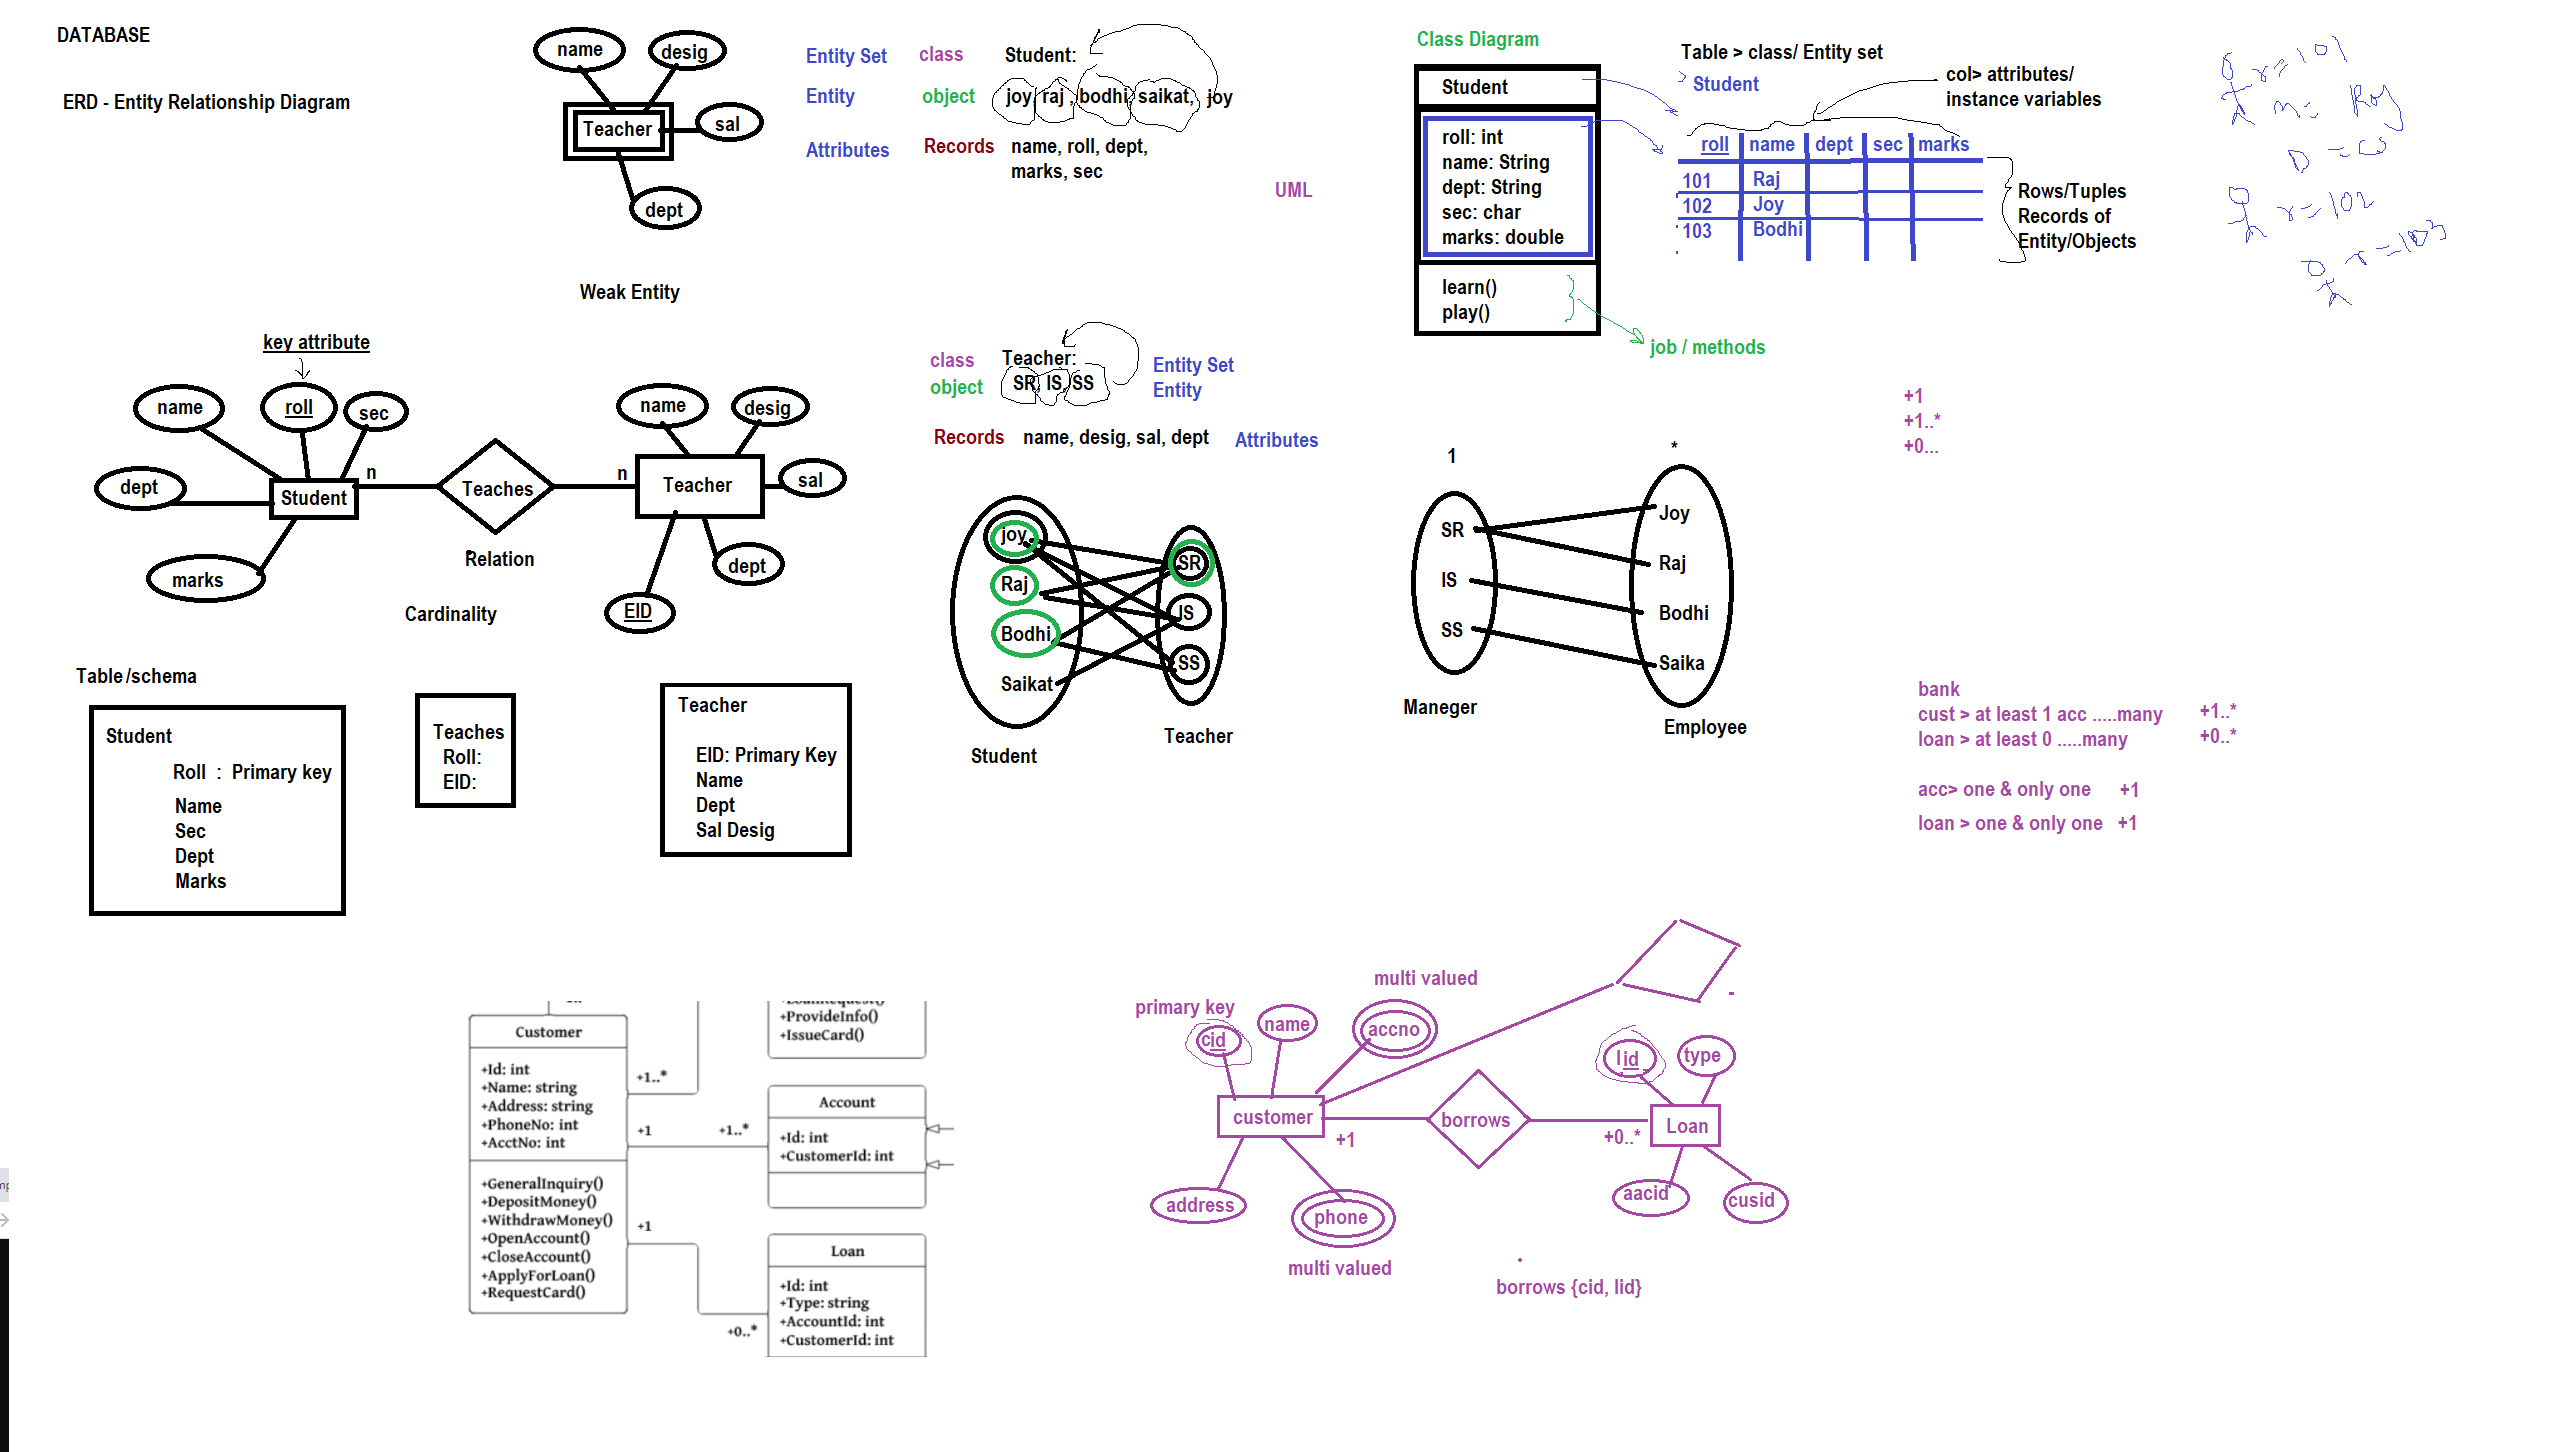 DATABASE
ERD - Entity Relationship Diagram
name
desig
Teacher
sal
dept
Weak Entity
Entity Set class Student:
Entity object joy, raj , bodhi, saikat, joy
Attributes Records name, roll, dept,
marks, sec
UML
Class Diagram
Student
roll: int
name: String
dept: String
sec: char
marks: double
learn()
play()
job / methods
Table > class/ Entity set
Student
col> attributes/
instance variables
roll name dept sec marks
101 Raj
102 Joy
103 Bodhi
Rows/Tuples
Records of
Entity/Objects
r=101
n= Roy
r=102
r=103
key attribute
name
roll
sec
dept
Student
marks
n
Teaches
n
Relation
Cardinality
name
desig
Teacher
sal
dept
EID
class Teacher: Entity Set
object SR, IS, SS Entity
Records name, desig, sal, dept Attributes
joy
Raj
Bodhi
Saikat
Student
SR
IS
SS
Teacher
1
SR
IS
SS
Maneger
*
Joy
Raj
Bodhi
Saika
Employee
+1
+1..*
+0...
Table /schema
Student
Roll : Primary key
Name
Sec
Dept
Marks
Teaches
Roll:
EID:
Teacher
EID: Primary Key
Name
Dept
Sal Desig
bank
cust > at least 1 acc .....many +1..*
loan > at least 0 .....many +0..*
acc> one & only one +1
loan > one & only one +1
Customer
+Id: int
+Name: string
+Address: string
+PhoneNo: int
+AcctNo: int
+GeneralInquiry()
+DepositMoney()
+WithdrawMoney()
+OpenAccount()
+CloseAccount()
+ApplyForLoan()
+RequestCard()
+1..*
+1
+1..*
+1
+0..*
+ProvideInfo()
+IssueCard()
Account
+Id: int
+CustomerId: int
Loan
+Id: int
+Type: string
+AccountId: int
+CustomerId: int
primary key
multi valued
cid
name
accno
customer
+1
borrows
+0..*
address
phone
multi valued
lid
type
Loan
aacid
cusid
borrows {cid, lid}